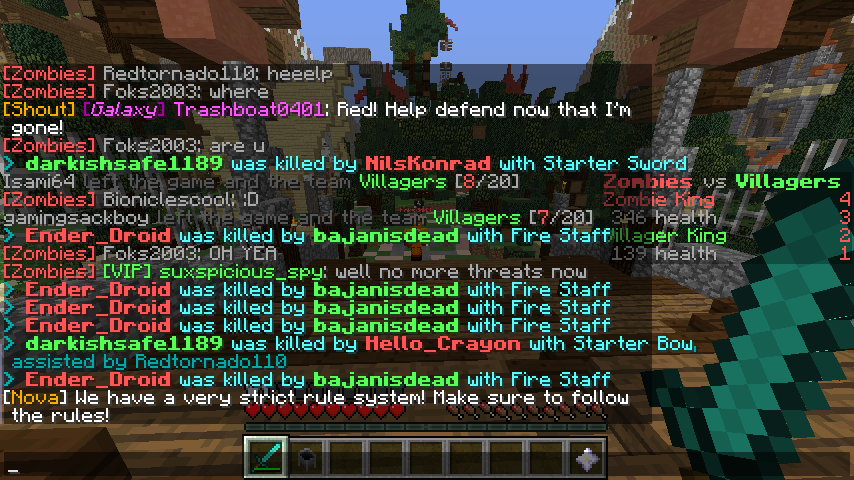 [Zombies] Redtornado110: heeelp
[Zombies] Foks2003: where
[Shout] [Galaxy] Trashboat0401: Red! Help defend now that I'm
gone!
[Zombies] Foks2003: are u
> darkishsafe1189 was killed by NilsKonrad with Starter Sword
Isami64 left the game and the team Villagers [8/20]
Zombies vs Villagers
[Zombies] Bioniclescool: :D
Zombie King 4
gamingsackboy left the game and the team Villagers [7/20]
346 health 3
> Ender_Droid was killed by bajanisdead with Fire Staff
Villager King 2
[Zombies] Foks2003: OH YEA
139 health 1
[Zombies] [VIP] suxspicious_spy: well no more threats now
> Ender_Droid was killed by bajanisdead with Fire Staff
> Ender_Droid was killed by bajanisdead with Fire Staff
> Ender_Droid was killed by bajanisdead with Fire Staff
> darkishsafe1189 was killed by Hello_Crayon with Starter Bow,
assisted by Redtornado110
> Ender_Droid was killed by bajanisdead with Fire Staff
[Nova] We have a very strict rule system! Make sure to follow
the rules!
_